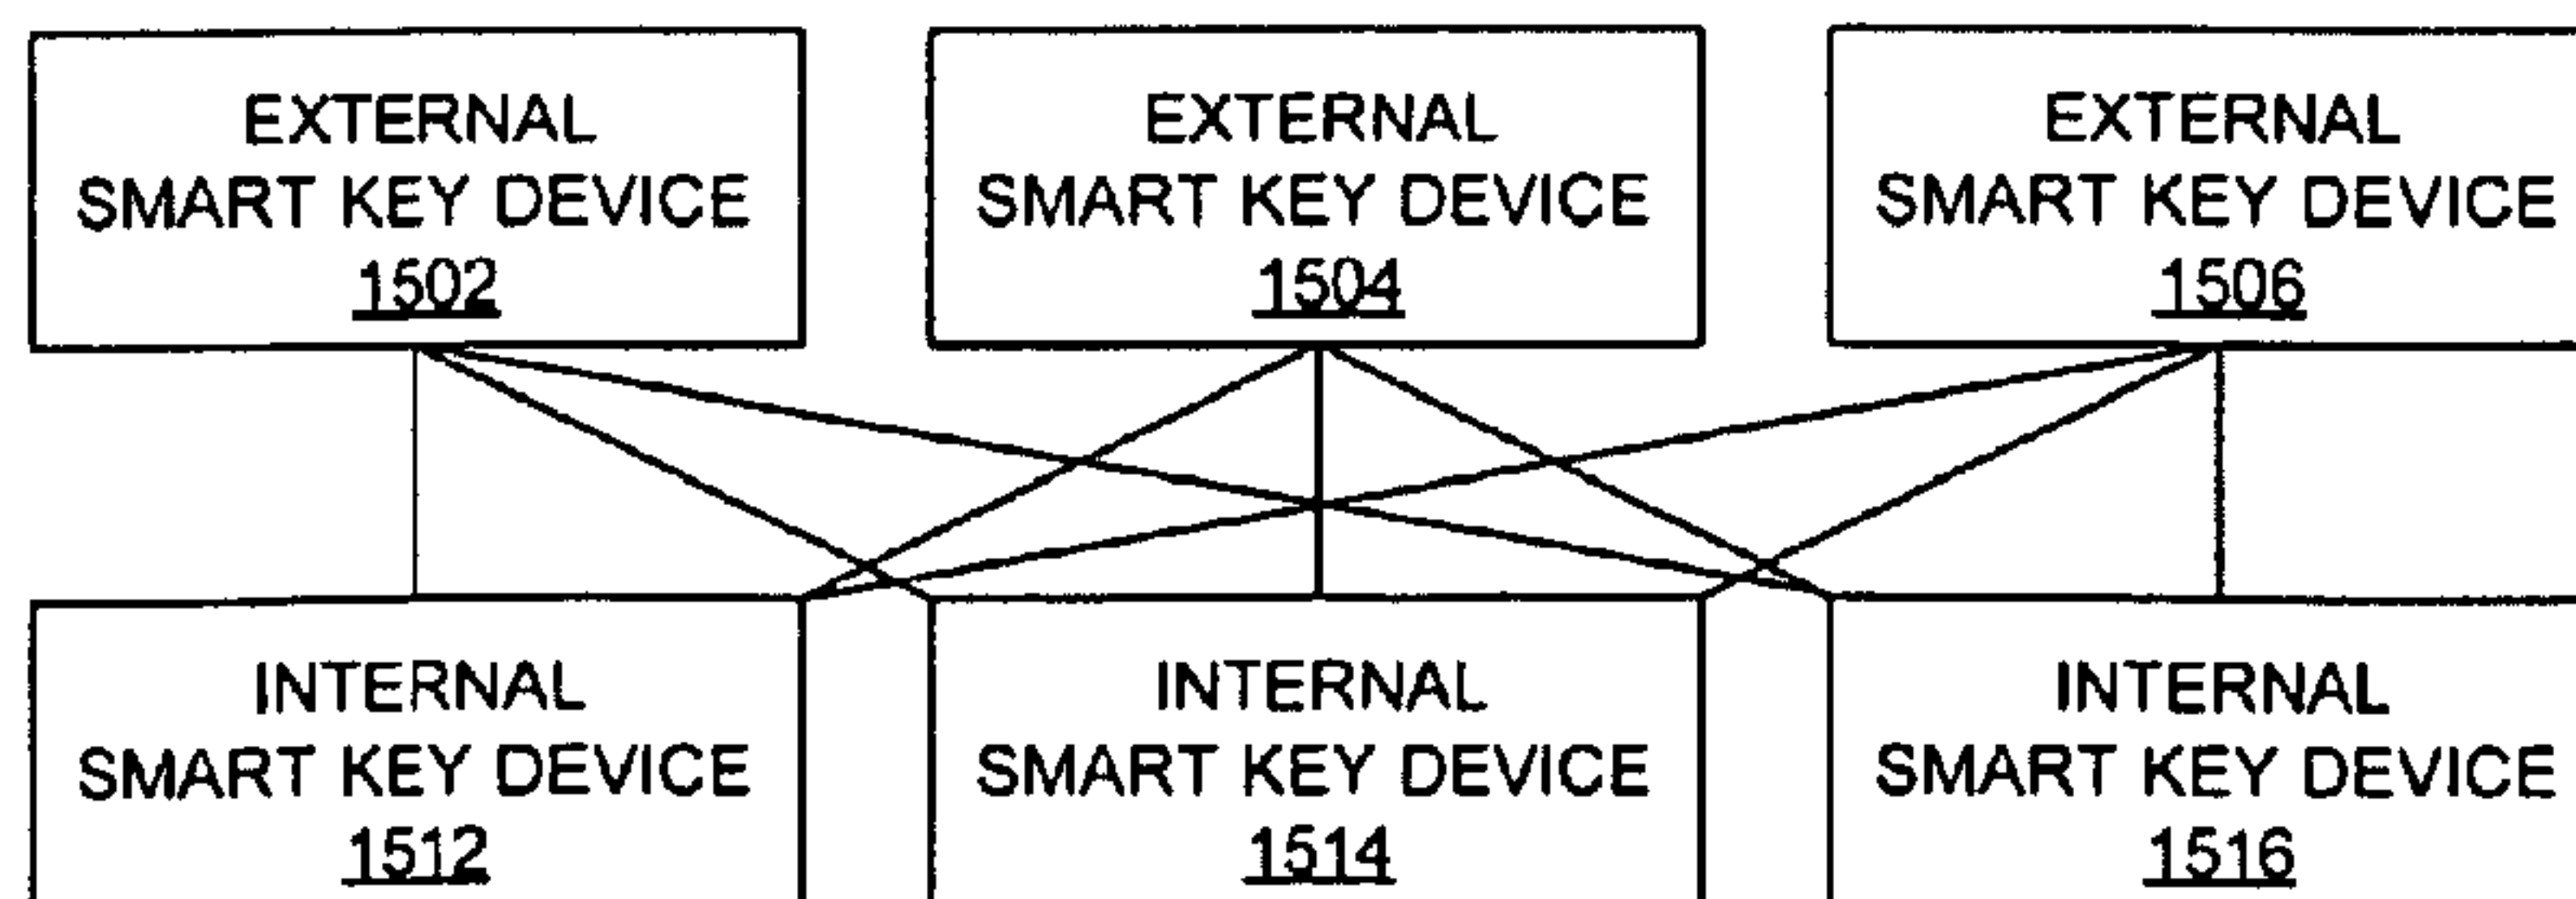 EXTERNAL
SMART KEY DEVICE
1502
EXTERNAL
SMART KEY DEVICE
1504
EXTERNAL
SMART KEY DEVICE
1506
INTERNAL
SMART KEY DEVICE
1512
INTERNAL
SMART KEY DEVICE
1514
INTERNAL
SMART KEY DEVICE
1516